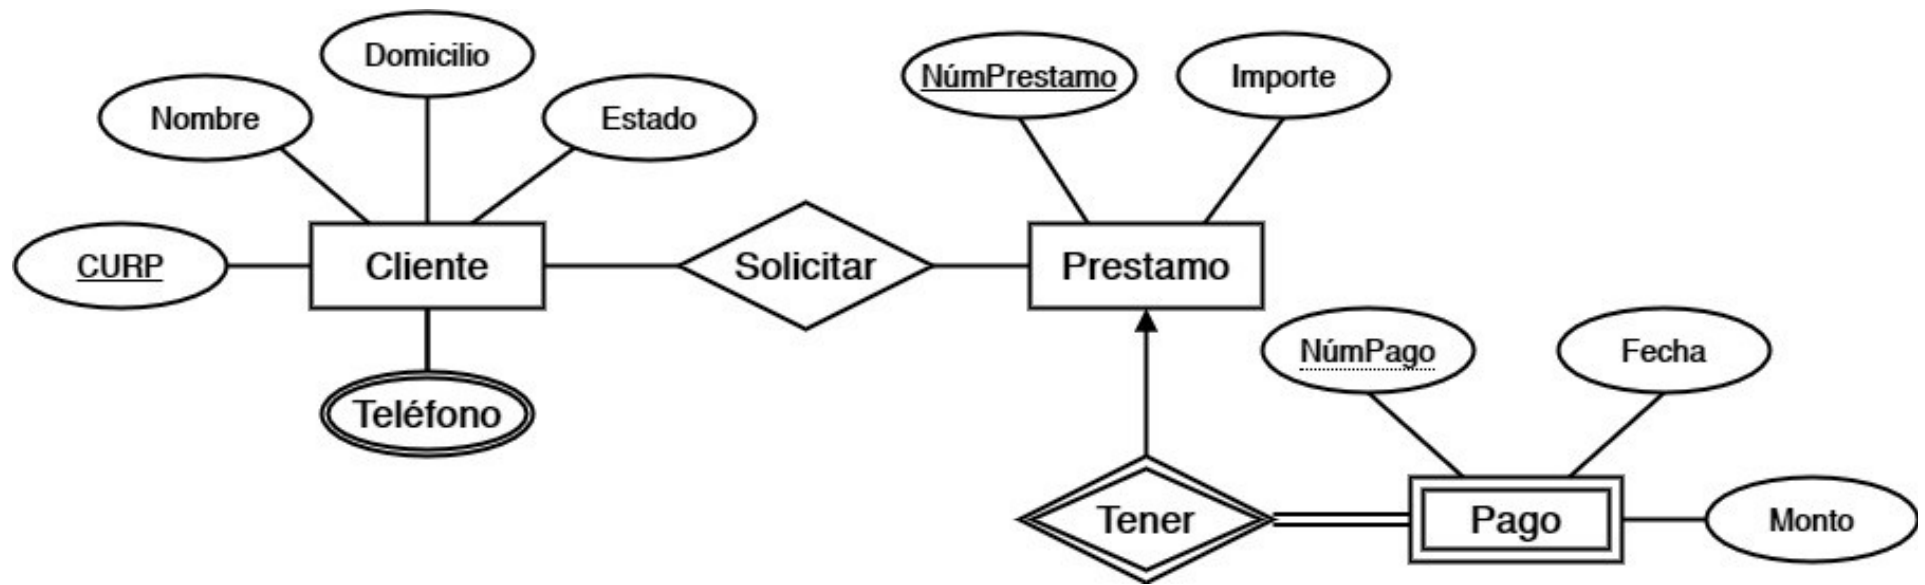 Domicilio
Nombre
Estado
NúmPrestamo
Importe
CURP
Cliente
Solicitar
Prestamo
Teléfono
NúmPago
Fecha
Tener
Pago
Monto